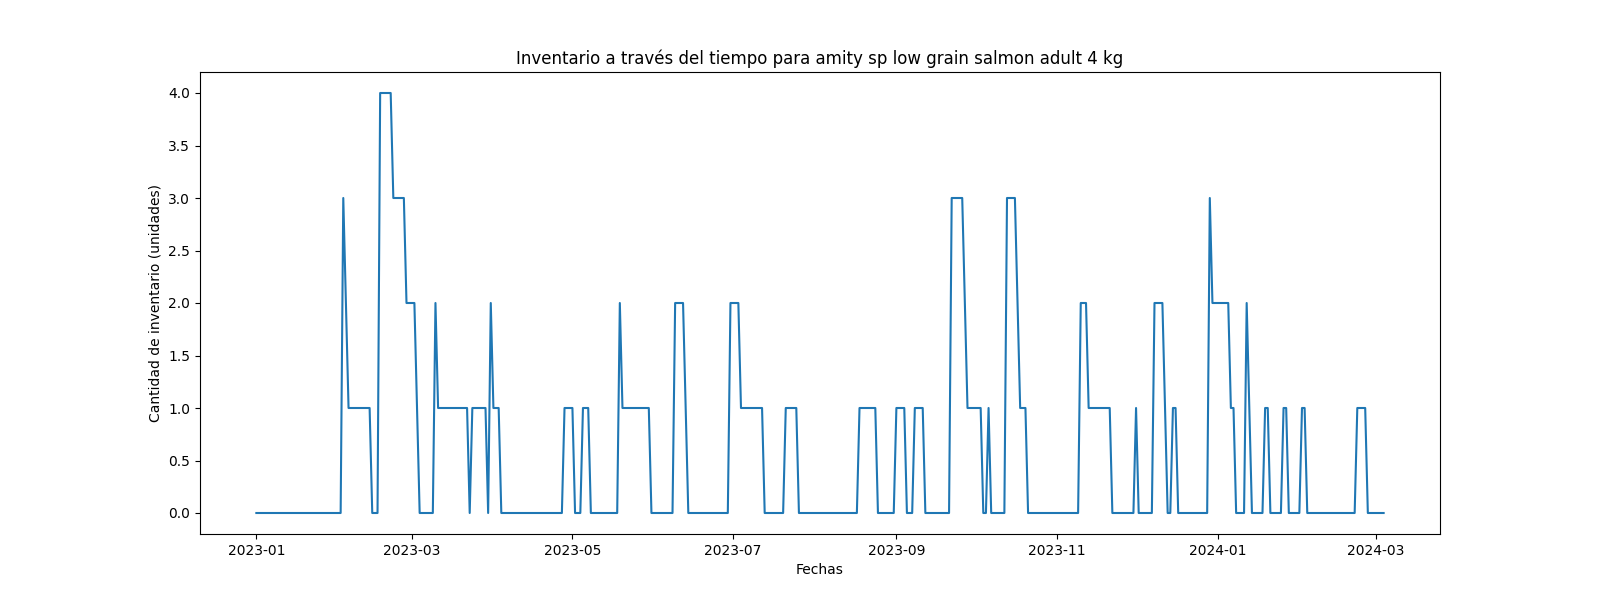 Inventario a través del tiempo para amity sp low grain salmon adult 4 kg
Cantidad de inventario (unidades)
4.0
3.5
3.0
2.5
2.0
1.5
1.0
0.5
0.0
2023-01 2023-03 2023-05 2023-07 2023-09 2023-11 2024-01 2024-03
Fechas